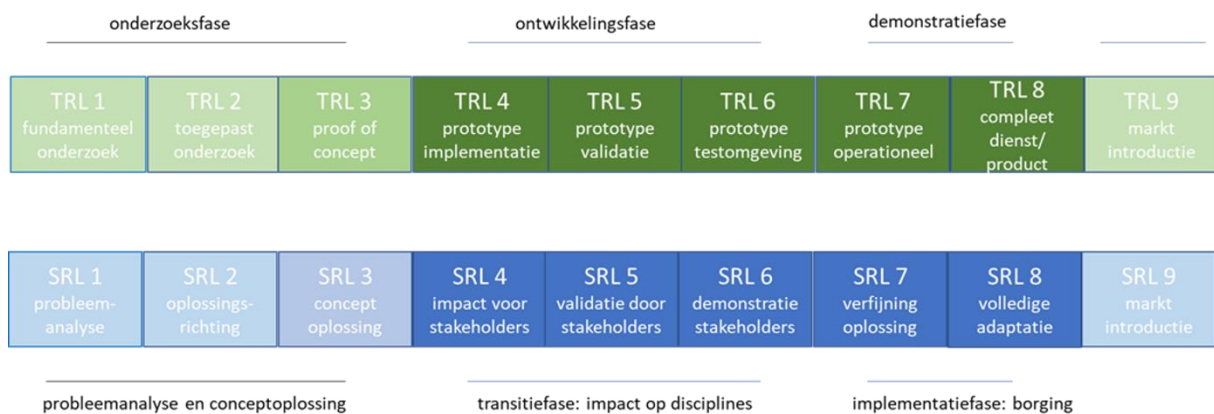 onderzoeksfase
ontwikkelingsfase
demonstratiefase
TRL 1
fundamenteel
onderzoek
TRL 2
toegepast
onderzoek
TRL 3
proof of
concept
TRL 4
prototype
implementatie
TRL 5
prototype
validatie
TRL 6
prototype
testomgeving
TRL 7
prototype
operationeel
TRL 8
compleet
dienst/
product
TRL 9
markt
introductie
SRL 1
probleem-
analyse
SRL 2
oplossings-
richting
SRL 3
concept
oplossing
SRL 4
impact voor
stakeholders
SRL 5
validatie door
stakeholders
SRL 6
demonstratie
stakeholders
SRL 7
verfijning
oplossing
SRL 8
volledige
adaptatie
SRL 9
markt
introductie
probleemanalyse en conceptoplossing
transitiefase: impact op disciplines
implementatiefase: borging